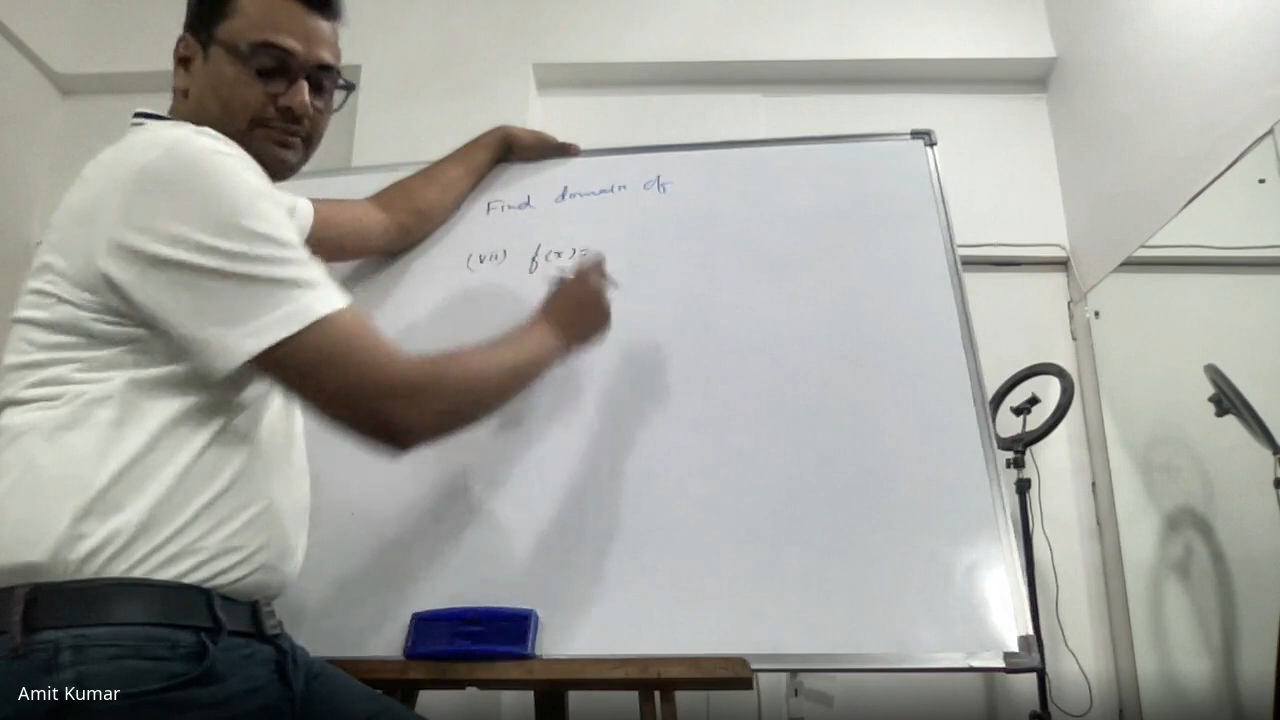 Find domain of
(vii) f(x)=
Amit Kumar